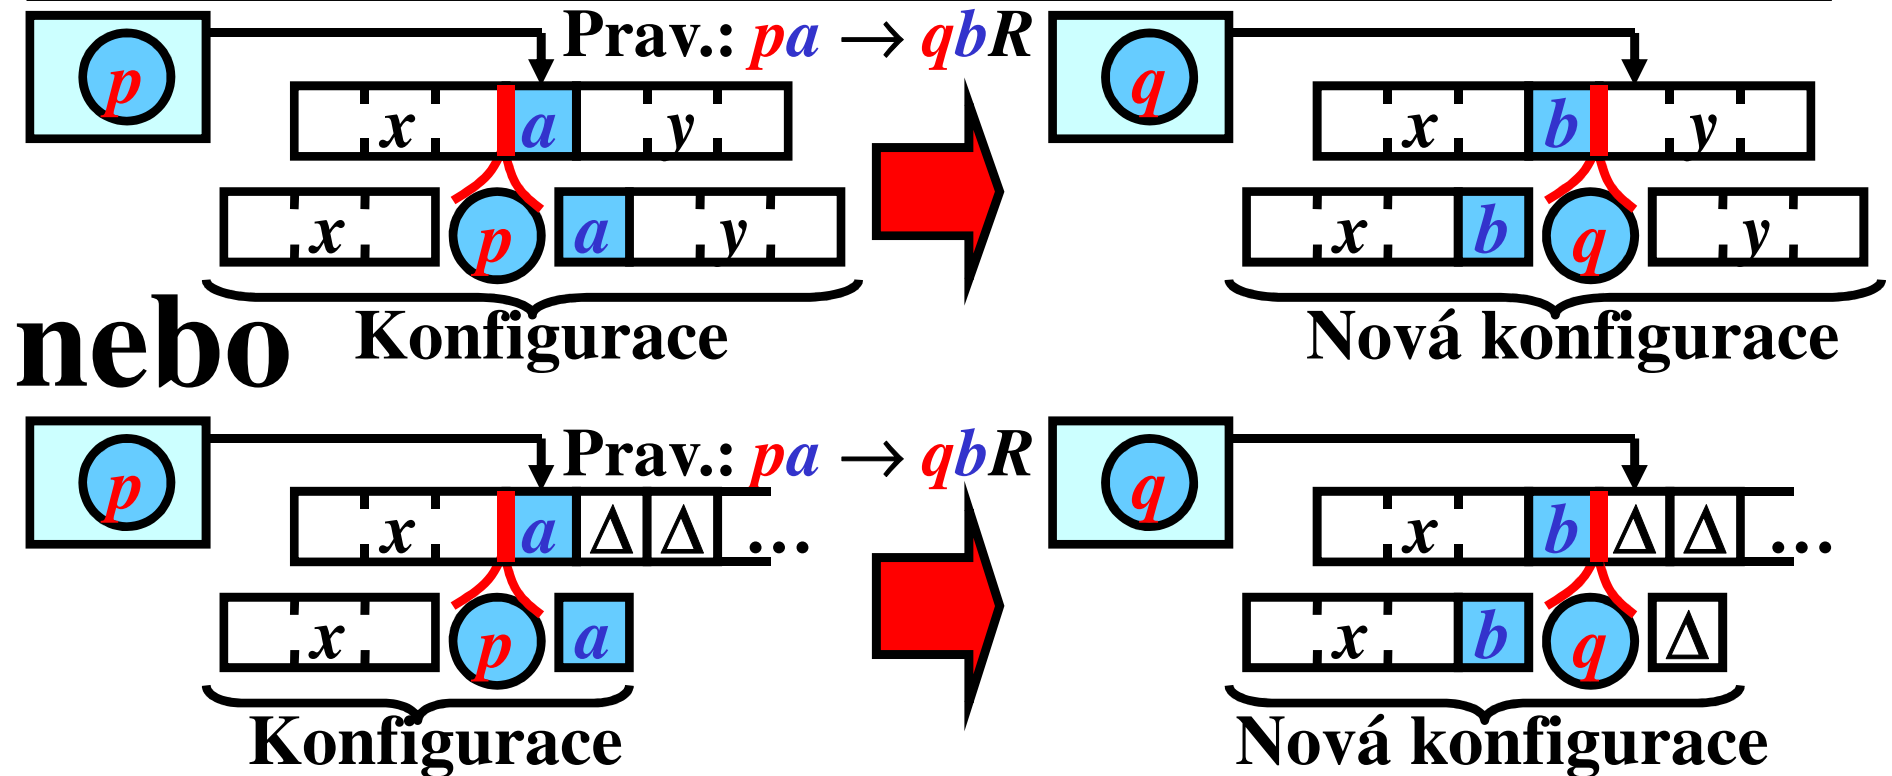 p Prav.: pa → qbR q
x a y x b y
x p a y x b q y
Konfigurace Nová konfigurace
nebo
p Prav.: pa → qbR q
x a Δ Δ ... x b Δ Δ ...
x p a x b q Δ
Konfigurace Nová konfigurace